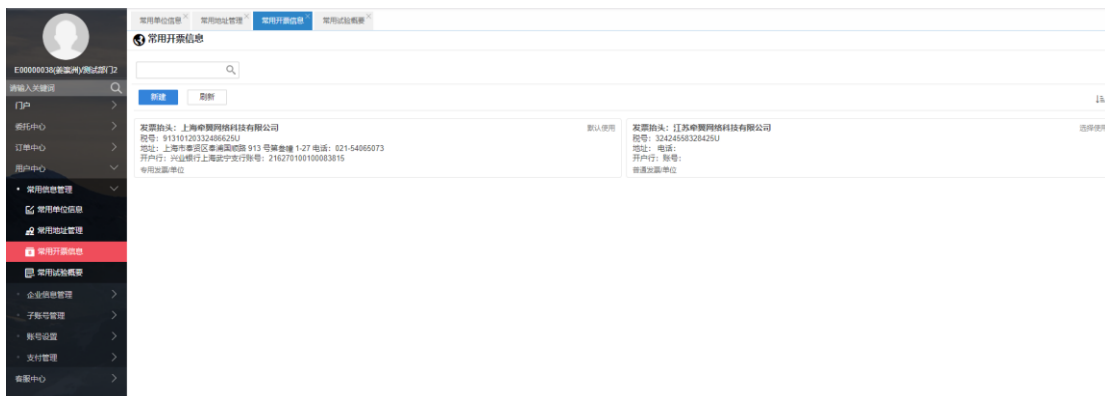 常用单位信息 常用地址管理 常用开票信息 常用试验概要
常用开票信息
E00000038(姜棠洲)/测试部门2
请输入关键词
门户
委托中心
订单中心
用户中心
常用信息管理
常用单位信息
常用地址管理
常用开票信息
常用试验概要
企业信息管理
子账号管理
账号设置
支付管理
客服中心
新建 刷新
发票抬头：上海牵翼网络科技有限公司 默认使用
税号：91310120332486625U
地址：上海市奉贤区奉浦国顺路 913 号第叁幢 1-27 电话：021-54065073
开户行：兴业银行上海武宁支行账号：216270100100083815
专用发票/单位
发票抬头：江苏牵翼网络科技有限公司 选择使用
税号：32424558328425U
地址： 电话：
开户行：账号：
普通发票/单位